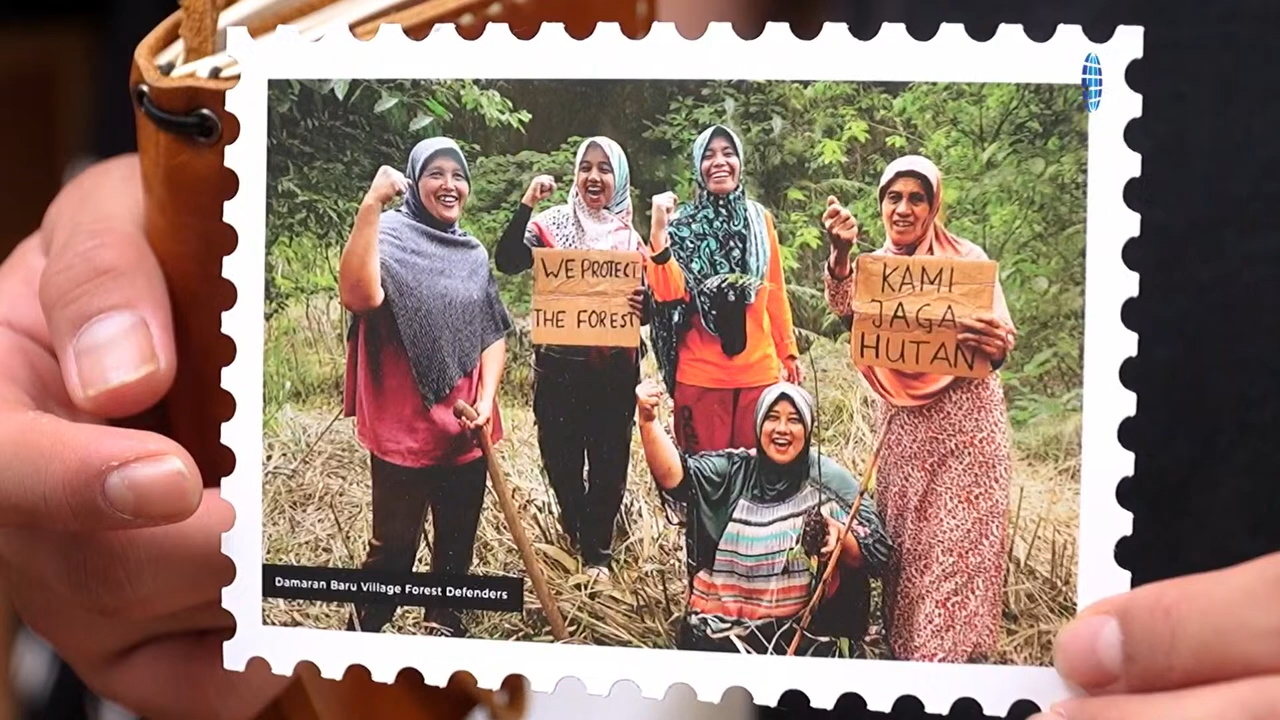 WE PROTECT
THE FOREST
KAMI
JAGA
HUTAN
Damaran Baru Village Forest Defenders